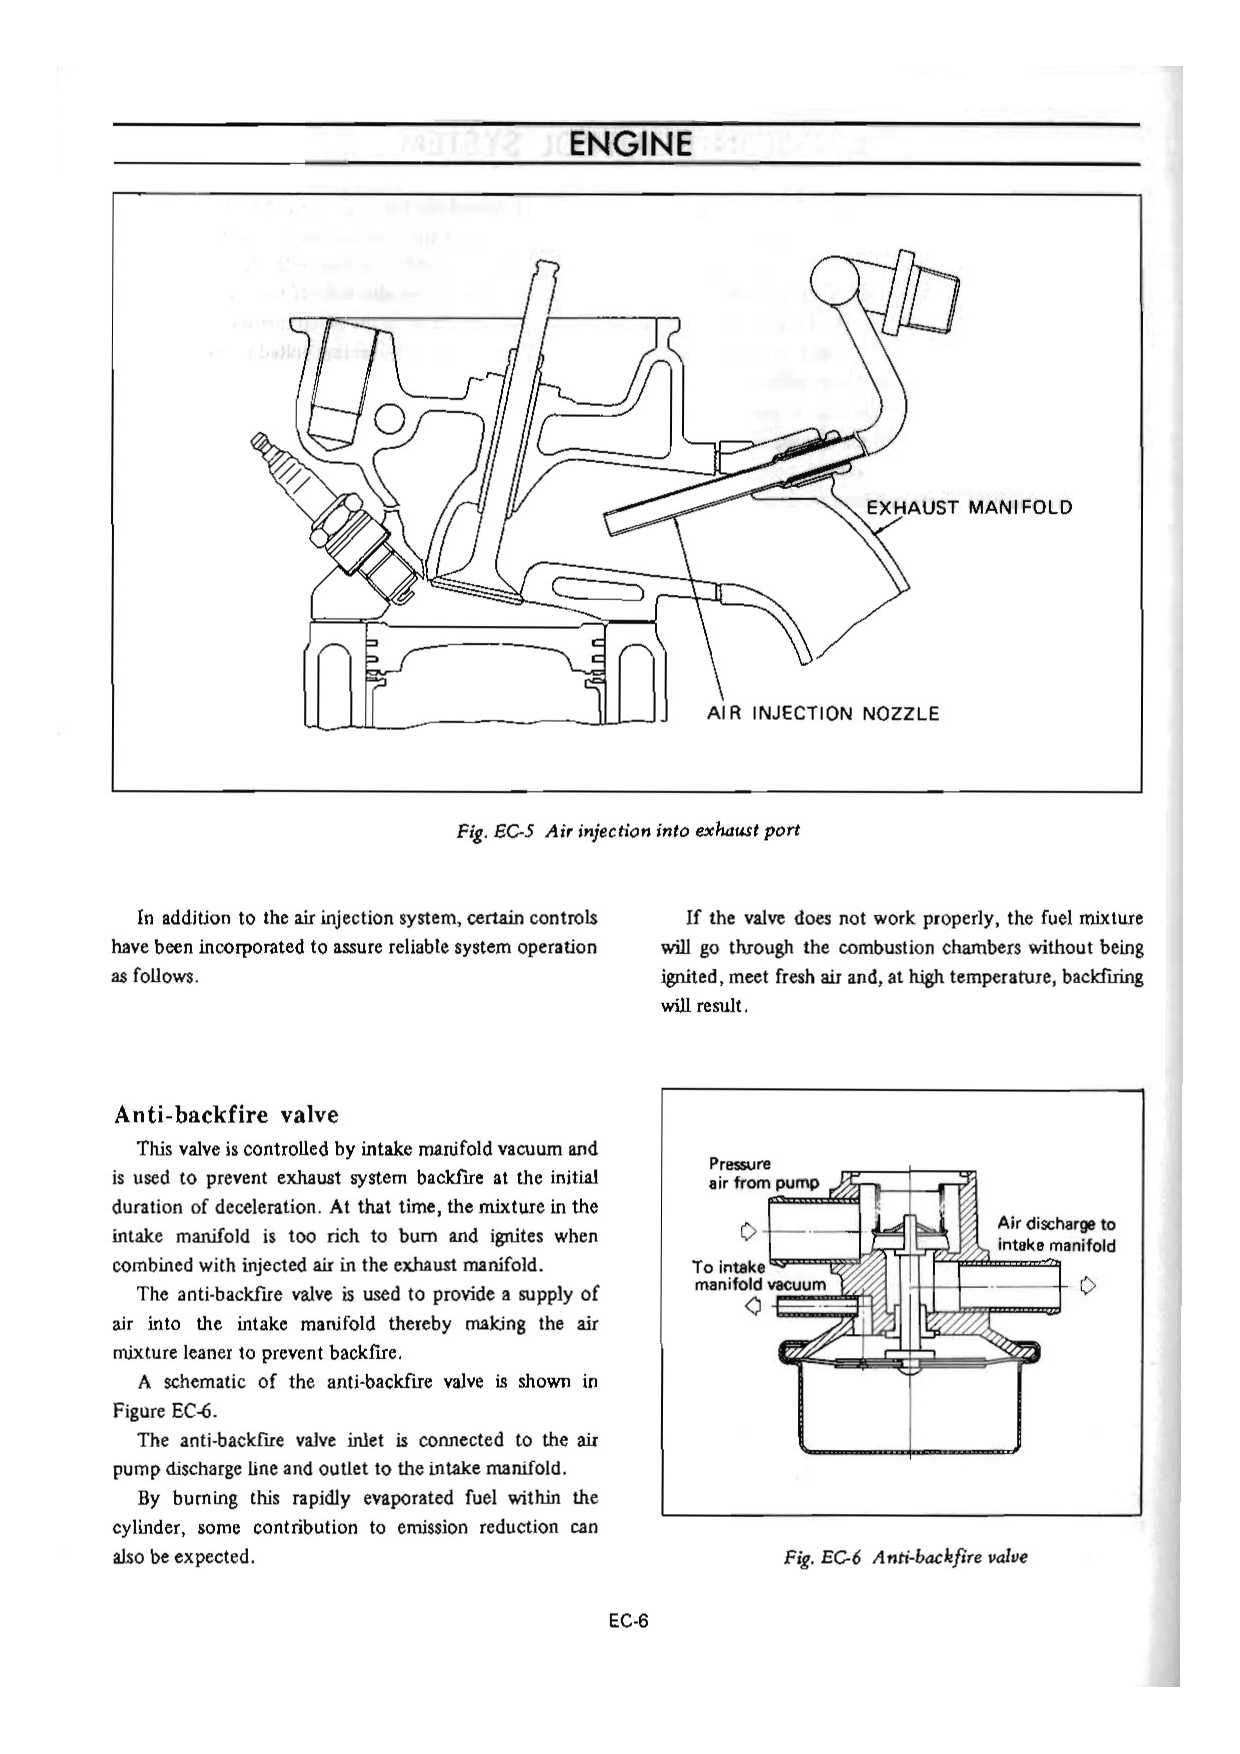 ENGINE
EXHAUST MANIFOLD
AIR INJECTION NOZZLE
Fig. EC-5 Air injection into exhaust port
In addition to the air injection system, certain controls
have been incorporated to assure reliable system operation
as follows.
Anti-backfire valve
This valve is controlled by intake manifold vacuum and
is used to prevent exhaust system backfire at the initial
duration of deceleration. At that time, the mixture in the
intake manifold is too rich to burn and ignites when
combined with injected air in the exhaust manifold.
The anti-backfire valve is used to provide a supply of
air into the intake manifold thereby making the air
mixture leaner to prevent backfire.
A schematic of the anti-backfire valve is shown in
Figure EC-6.
The anti-backfire valve inlet is connected to the air
pump discharge line and outlet to the intake manifold.
By burning this rapidly evaporated fuel within the
cylinder, some contribution to emission reduction can
also be expected.
If the valve does not work properly, the fuel mixture
will go through the combustion chambers without being
ignited, meet fresh air and, at high temperature, backfiring
will result.
Pressure
air from pump
Air discharge to
intake manifold
To intake
manifold vacuum
Fig. EC-6 Anti-backfire valve
EC-6